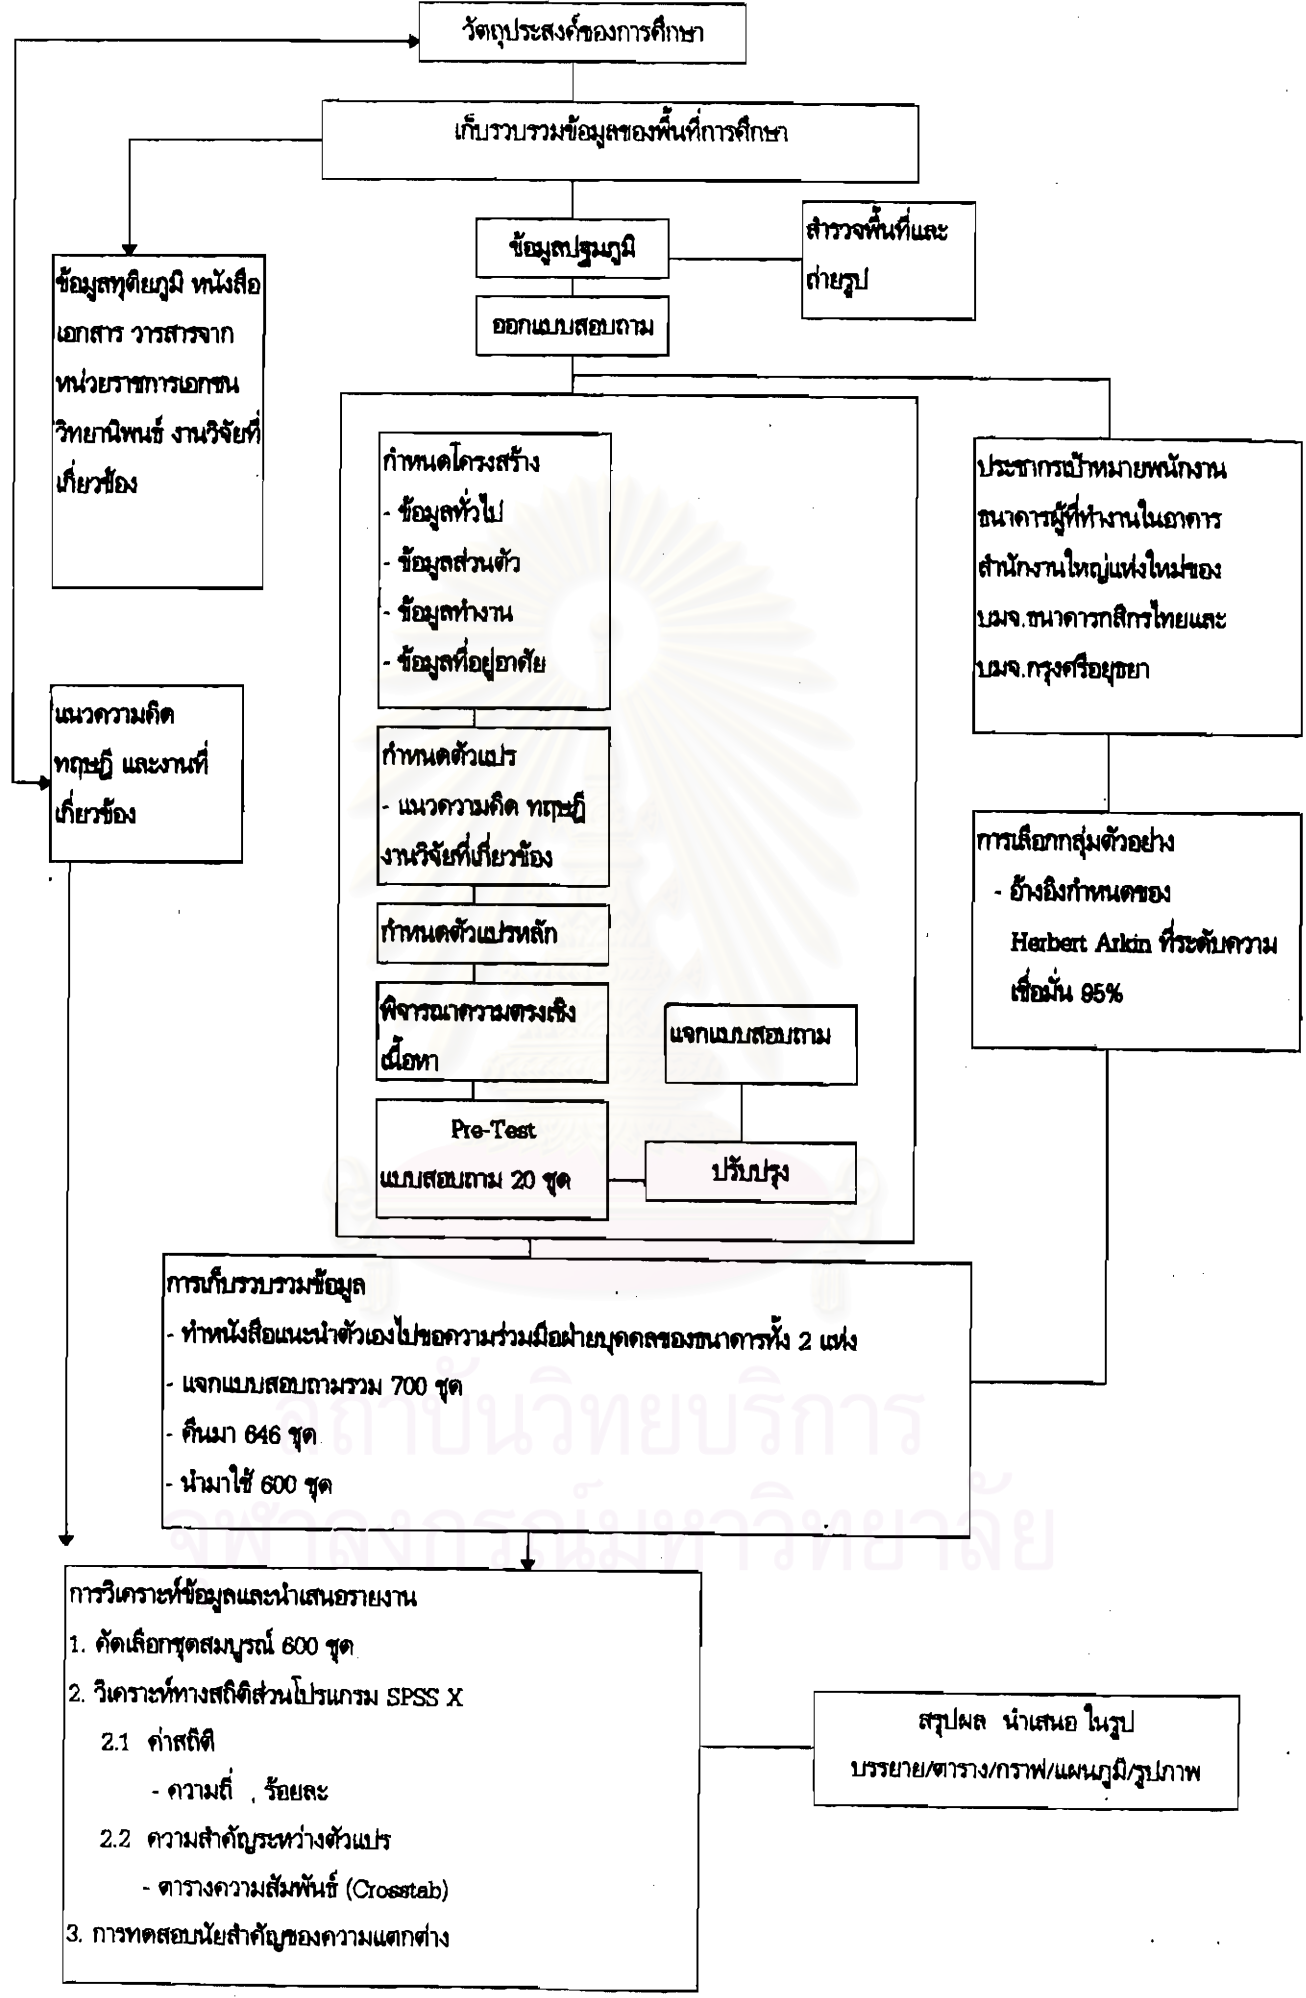 วัตถุประสงค์ของการศึกษา
เก็บรวบรวมข้อมูลของพื้นที่การศึกษา
ข้อมูลปฐมภูมิ
สำรวจพื้นที่และ
ถ่ายรูป
ข้อมูลทุติยภูมิ หนังสือ
เอกสาร วารสารจาก
หน่วยราชการเอกชน
วิทยานิพนธ์ งานวิจัยที่
เกี่ยวข้อง
ออกแบบสอบถาม
กำหนดโครงสร้าง
- ข้อมูลทั่วไป
- ข้อมูลส่วนตัว
- ข้อมูลทำงาน
- ข้อมูลที่อยู่อาศัย
ประชากรเป้าหมายพนักงาน
ธนาคารผู้ที่ทำงานในอาคาร
สำนักงานใหญ่แห่งใหม่ของ
บมจ.ธนาคารกสิกรไทยและ
บมจ.กรุงศรีอยุธยา
แนวความคิด
ทฤษฎี และงานที่
เกี่ยวข้อง
กำหนดตัวแปร
- แนวความคิด ทฤษฎี
งานวิจัยที่เกี่ยวข้อง
กำหนดตัวแปรหลัก
พิจารณาความตรงเชิง
เนื้อหา
Pre-Test
แบบสอบถาม 20 ชุด
ปรับปรุง
แจกแบบสอบถาม
การเลือกกลุ่มตัวอย่าง
- อ้างอิงกำหนดของ
Herbert Arkin ที่ระดับความ
เชื่อมั่น 95%
การเก็บรวบรวมข้อมูล
- ทำหนังสือแนะนำตัวเองไปขอความร่วมมือฝ่ายบุคคลของธนาคารทั้ง 2 แห่ง
- แจกแบบสอบถามรวม 700 ชุด
- คืนมา 646 ชุด
- นำมาใช้ 600 ชุด
สถาบันวิทยบริการ
จุฬาลงกรณ์มหาวิทยาลัย
การวิเคราะห์ข้อมูลและนำเสนอรายงาน
1. คัดเลือกชุดสมบูรณ์ 600 ชุด
2. วิเคราะห์ทางสถิติส่วนโปรแกรม SPSS X
2.1 ค่าสถิติ
- ความถี่ , ร้อยละ
2.2 ความสำคัญระหว่างตัวแปร
- ตารางความสัมพันธ์ (Crosstab)
3. การทดสอบนัยสำคัญของความแตกต่าง
สรุปผล นำเสนอ ในรูป
บรรยาย/ตาราง/กราฟ/แผนภูมิ/รูปภาพ